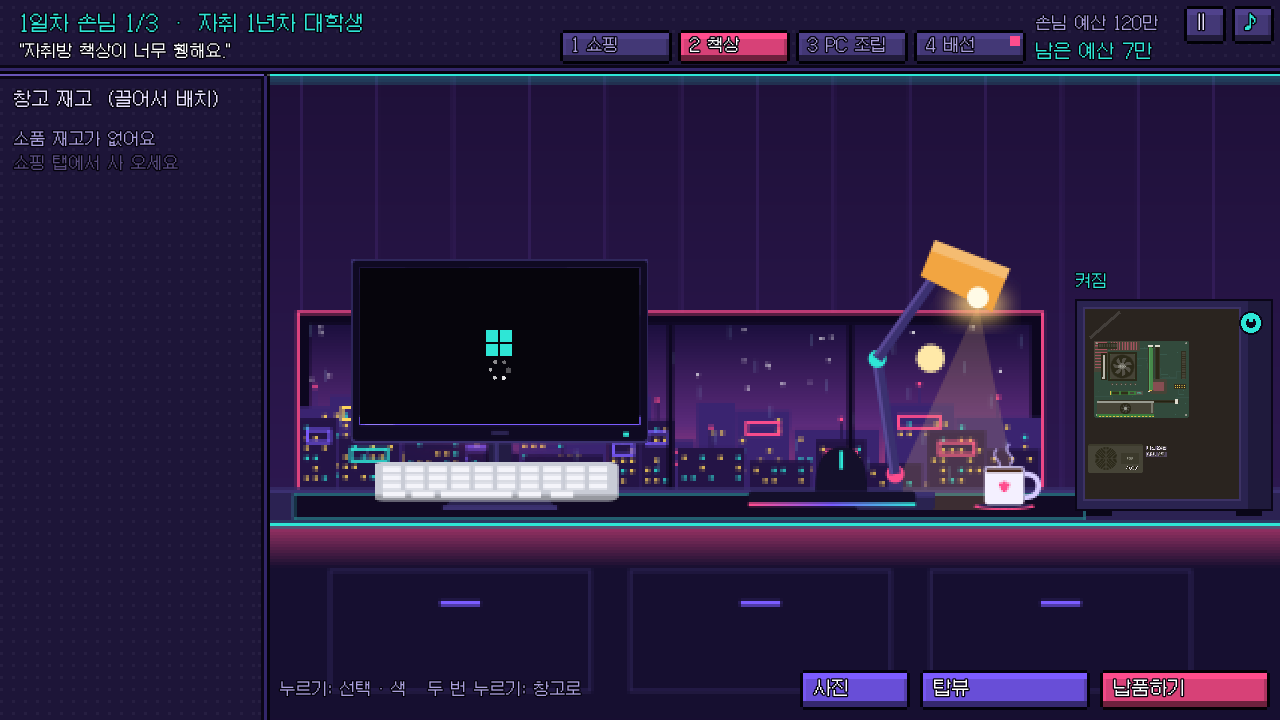 1일차 손님 1/3 · 자취 1년차 대학생
"자취방 책상이 너무 휑해요."
1 쇼핑
2 책상
3 PC 조립
4 배선
손님 예산 120만
남은 예산 7만
창고 재고 (끌어서 배치)
소품 재고가 없어요
쇼핑 탭에서 사 오세요
켜짐
누르기: 선택 · 색 두 번 누르기: 창고로
사진
탑뷰
납품하기